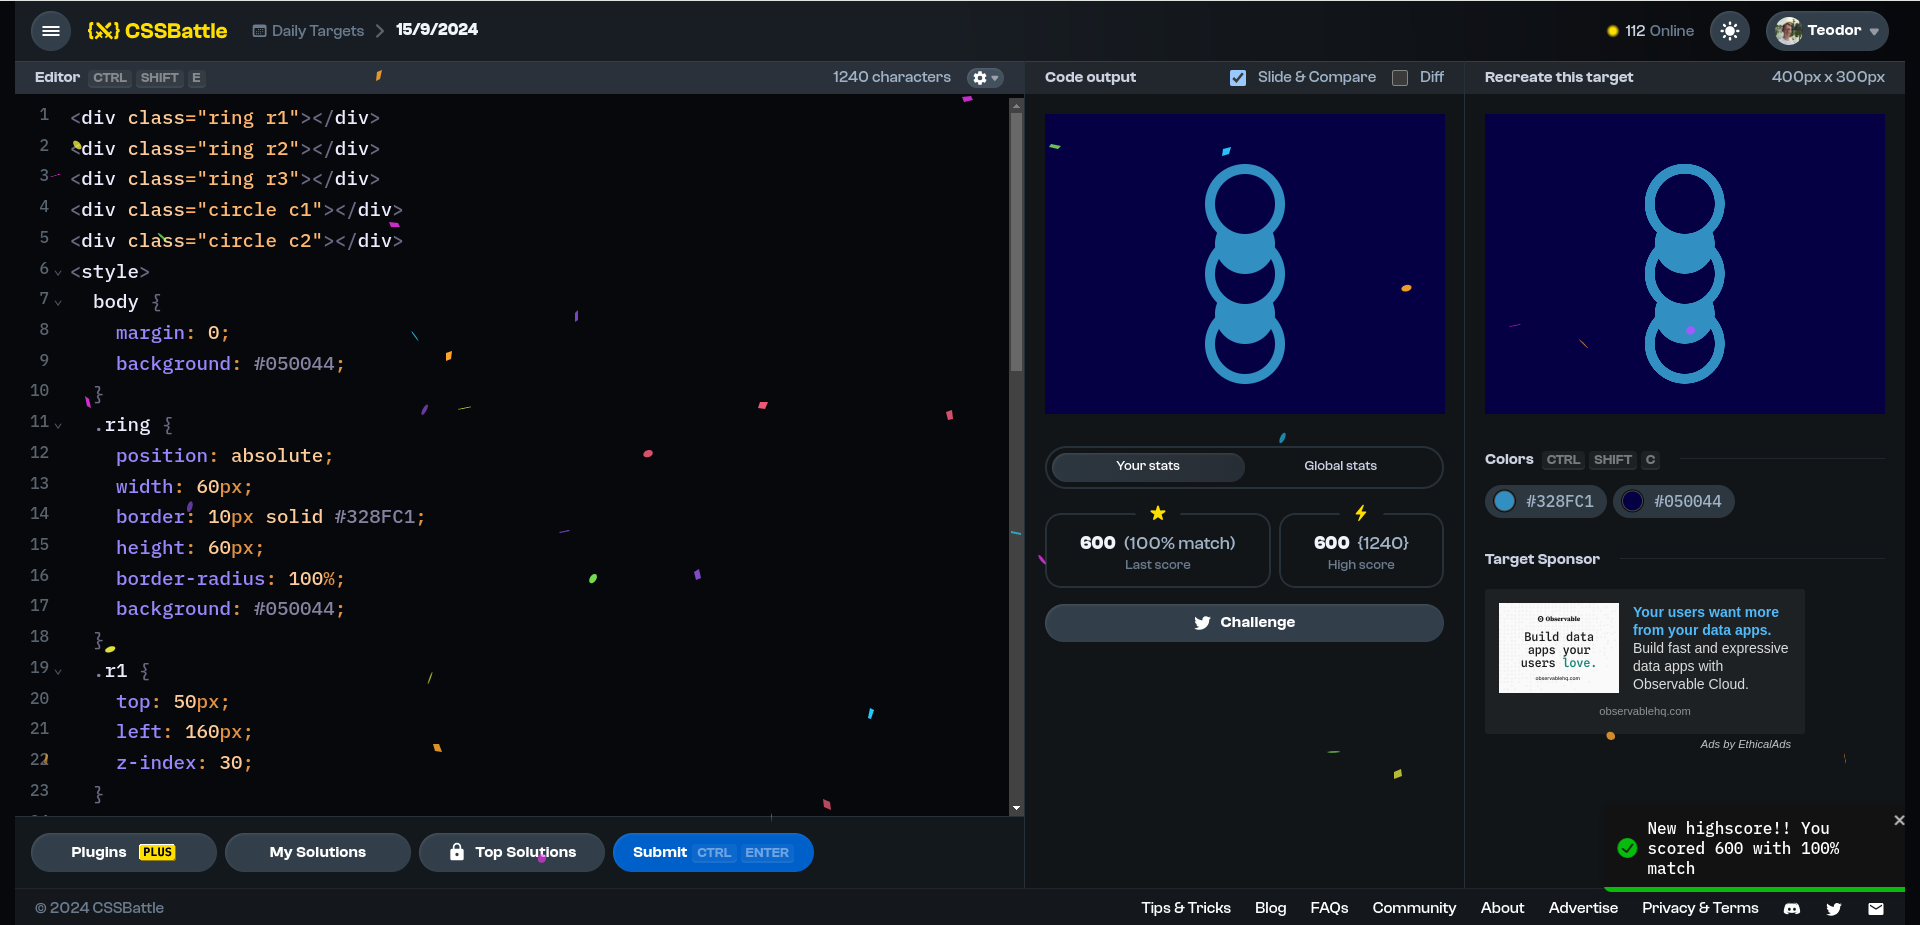 CSSBattle
Daily Targets
15/9/2024
112 Online
Teodor
Editor CTRL SHIFT E
1240 characters
1 <div class="ring r1"></div>
2 <div class="ring r2"></div>
3 <div class="ring r3"></div>
4 <div class="circle c1"></div>
5 <div class="circle c2"></div>
6 <style>
7 body {
8 margin: 0;
9 background: #050044;
10 }
11 .ring {
12 position: absolute;
13 width: 60px;
14 border: 10px solid #328FC1;
15 height: 60px;
16 border-radius: 100%;
17 background: #050044;
18 }
19 .r1 {
20 top: 50px;
21 left: 160px;
22 z-index: 30;
23 }
Plugins PLUS
My Solutions
Top Solutions
Submit CTRL ENTER
Code output
Slide & Compare
Diff
Your stats
Global stats
600 (100% match)
Last score
600 {1240}
High score
Challenge
Recreate this target
400px x 300px
Colors CTRL SHIFT C
#328FC1
#050044
Target Sponsor
Observable
Build data
apps your
users love.
observablehq.com
Your users want more
from your data apps.
Build fast and expressive
data apps with
Observable Cloud.
observablehq.com
Ads by EthicalAds
New highscore!! You
scored 600 with 100%
match
© 2024 CSSBattle
Tips & Tricks
Blog
FAQs
Community
About
Advertise
Privacy & Terms